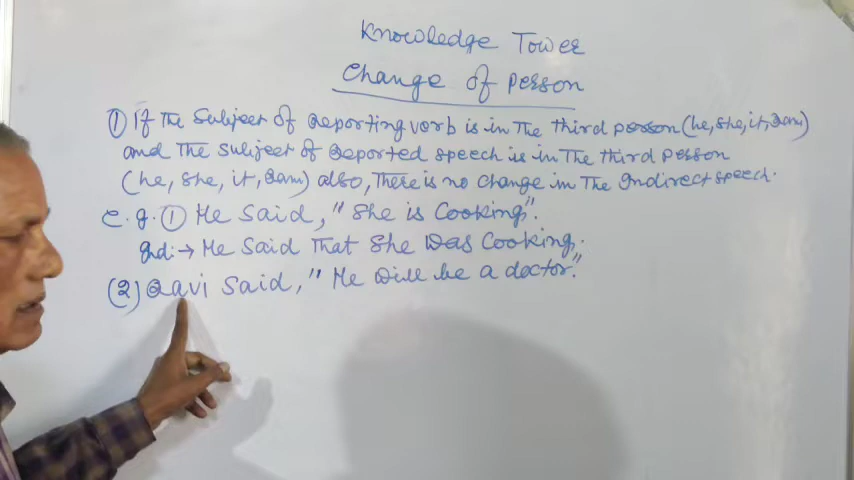 Knowledge Tower
Change of Person
① If The Subject of Reporting verb is in The third person (he, she, it, Ram)
and The Subject of Reported speech is in The third person
(he, she, it, Ram) also, There is no change in The Indirect speech.
e.g. ① He said, "She is Cooking".
Indi → He said That She was Cooking.
(2) Ravi said, "He will be a doctor."